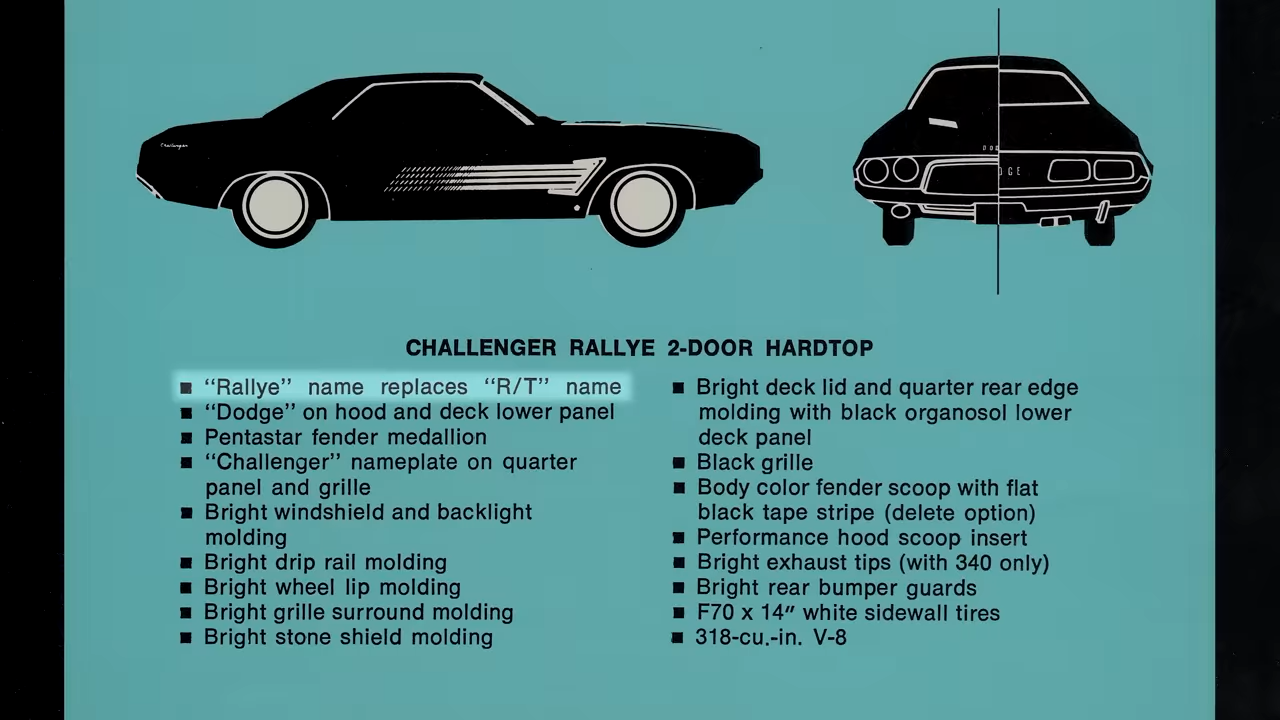 Challenger
DOD
DGE
CHALLENGER RALLYE 2-DOOR HARDTOP
■ “Rallye” name replaces “R/T” name
■ “Dodge” on hood and deck lower panel
■ Pentastar fender medallion
■ “Challenger” nameplate on quarter
panel and grille
■ Bright windshield and backlight
molding
■ Bright drip rail molding
■ Bright wheel lip molding
■ Bright grille surround molding
■ Bright stone shield molding
■ Bright deck lid and quarter rear edge
molding with black organosol lower
deck panel
■ Black grille
■ Body color fender scoop with flat
black tape stripe (delete option)
■ Performance hood scoop insert
■ Bright exhaust tips (with 340 only)
■ Bright rear bumper guards
■ F70 x 14″ white sidewall tires
■ 318-cu.-in. V-8